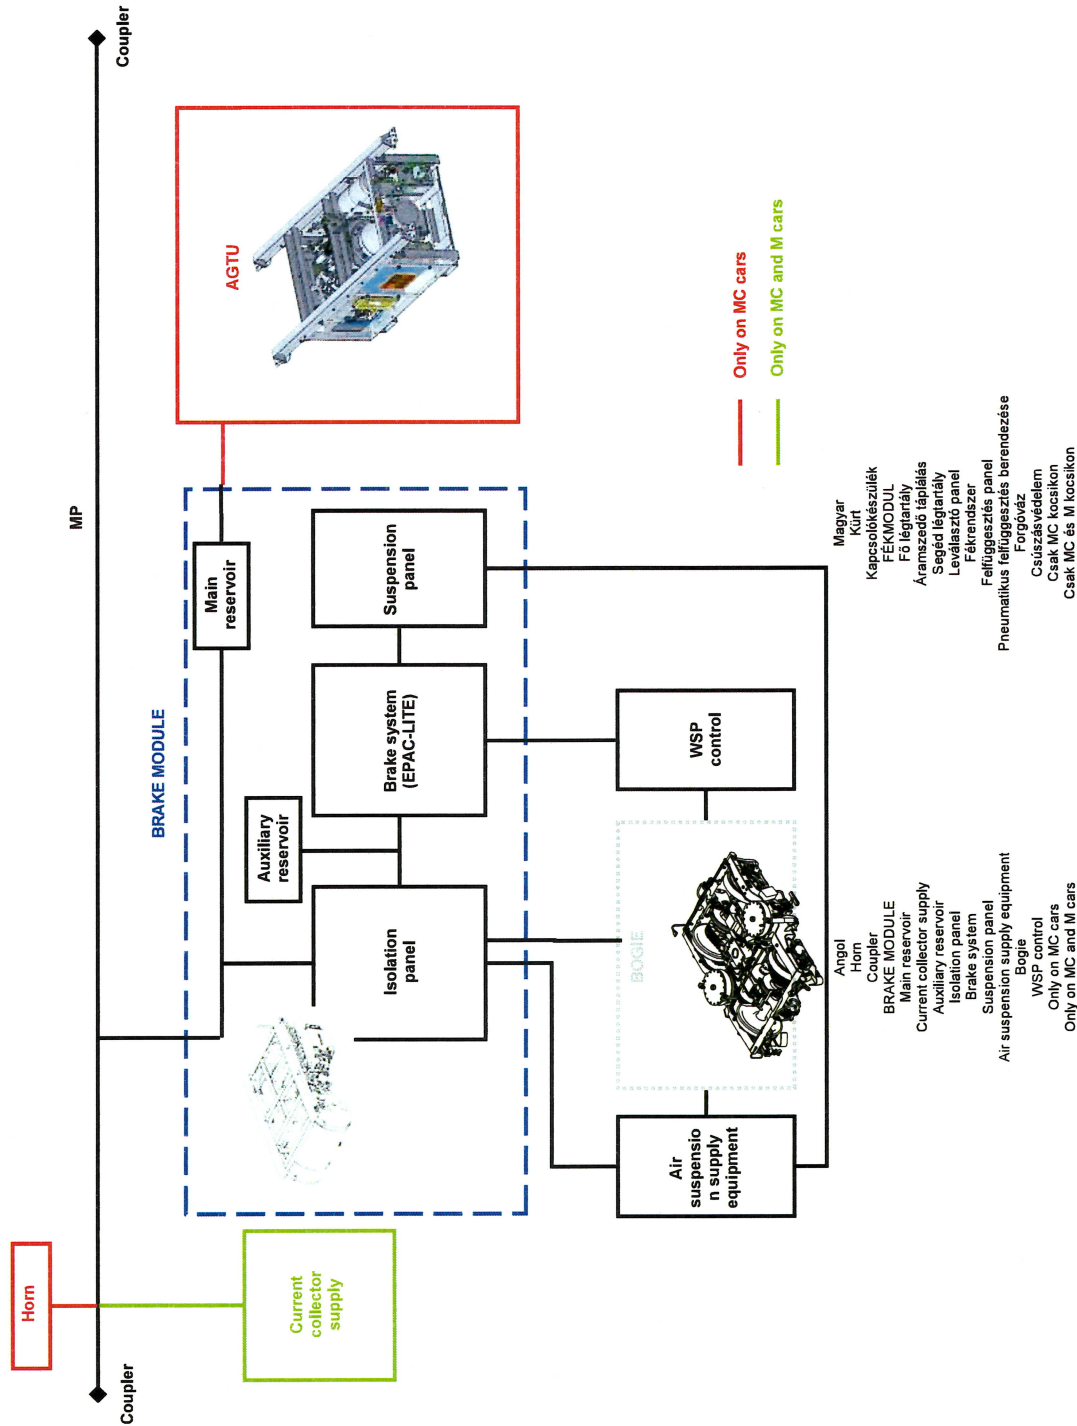 Coupler
MP
Coupler
Horn
Current
collector
supply
BRAKE MODULE
Main
reservoir
AGTU
Auxiliary
reservoir
Isolation
panel
Brake system
(EPAC-LITE)
Suspension
panel
BOGIE
Air
suspensio
n supply
equipment
WSP
control
Only on MC cars
Only on MC and M cars
Angol
Horn
Coupler
BRAKE MODULE
Main reservoir
Current collector supply
Auxiliary reservoir
Isolation panel
Brake system
Suspension panel
Air suspension supply equipment
Bogie
WSP control
Only on MC cars
Only on MC and M cars
Magyar
Kürt
Kapcsolókészülék
FÉKMODUL
Fő légtartály
Áramszedő táplálás
Segéd légtartály
Leválasztó panel
Fékrendszer
Felfüggesztés panel
Pneumatikus felfüggesztés berendezése
Forgóváz
Csúszásvédelem
Csak MC kocsikon
Csak MC és M kocsikon